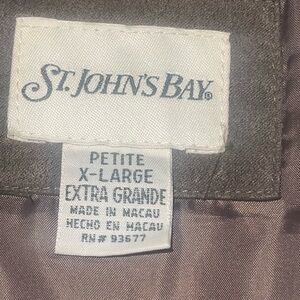 ST. JOHN'S BAY®
PETITE
X-LARGE
EXTRA GRANDE
MADE IN MACAU
HECHO EN MACAU
RN# 93677